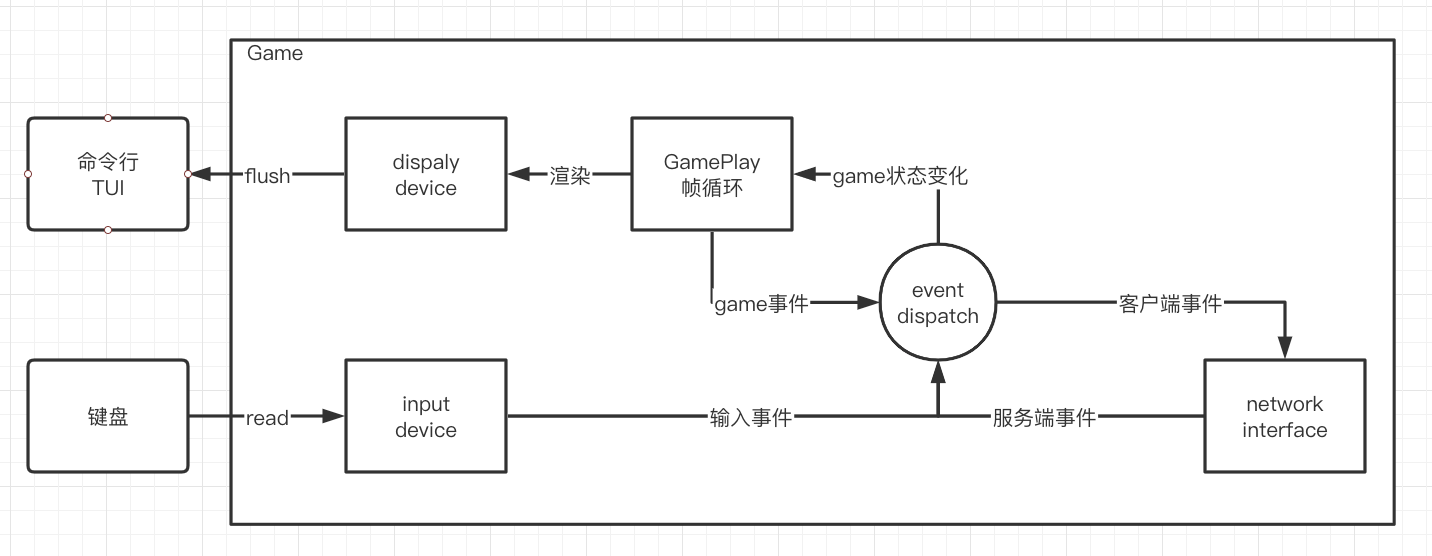 Game
命令行
TUI
flush
dispaly
device
渲染
GamePlay
帧循环
game状态变化
game事件
event
dispatch
客户端事件
键盘
read
input
device
输入事件
服务端事件
network
interface